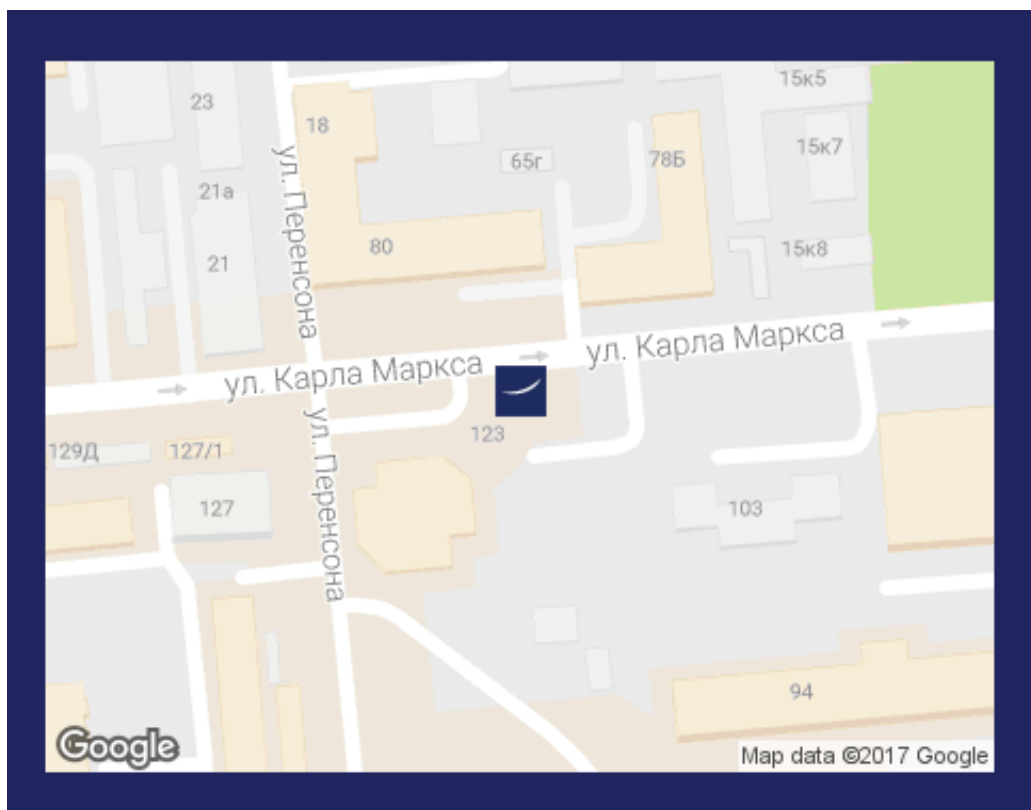 15к5
23
18
15к7
65г
78Б
21а
ул. Перенсона
80
15к8
21
ул. Карла Маркса
ул. Карла Маркса
123
129Д
127/1
ул. Перенсона
127
103
94
Google
Map data ©2017 Google